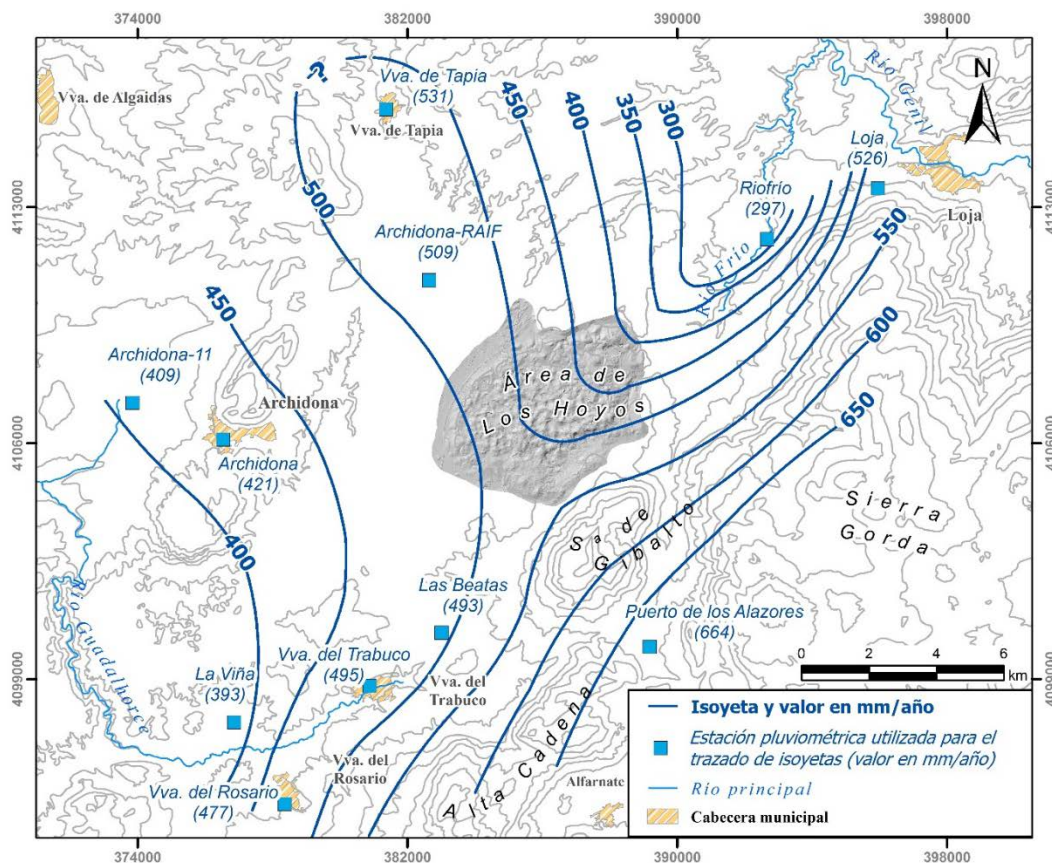 374000
382000
390000
398000
4113000
4106000
4099000
4113000
4106000
4099000
374000
382000
390000
398000
N
Vva. de Algaidas
?
Vva. de Tapia
(531)
Vva. de Tapia
450
400
350
300
Río Genil
Loja
(526)
Loja
Riofrío
(297)
Río Frío
500
Archidona-RAIF
(509)
550
600
650
450
Archidona-11
(409)
Archidona
Archidona
(421)
Área de
Los Hoyos
Sª de
Gibalto
Sierra
Gorda
400
Las Beatas
(493)
Puerto de los Alazores
(664)
Río Guadalhorce
La Viña
(393)
Vva. del Trabuco
(495)
Vva. del
Trabuco
Vva. del
Rosario
Vva. del Rosario
(477)
Alta Cadena
Alfarnate
0 2 4 6
km
Isoyeta y valor en mm/año
Estación pluviométrica utilizada para el
trazado de isoyetas (valor en mm/año)
Río principal
Cabecera municipal